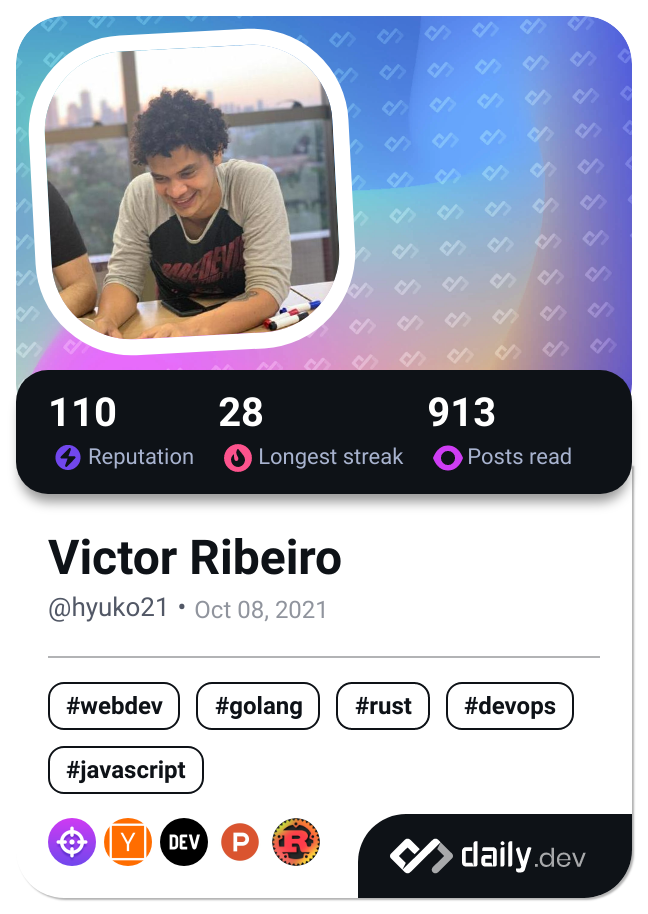 DAREDEVIL
110 28 913
Reputation Longest streak Posts read
Victor Ribeiro
@hyuko21 • Oct 08, 2021
#webdev #golang #rust #devops
#javascript
Y DEV P R
daily.dev